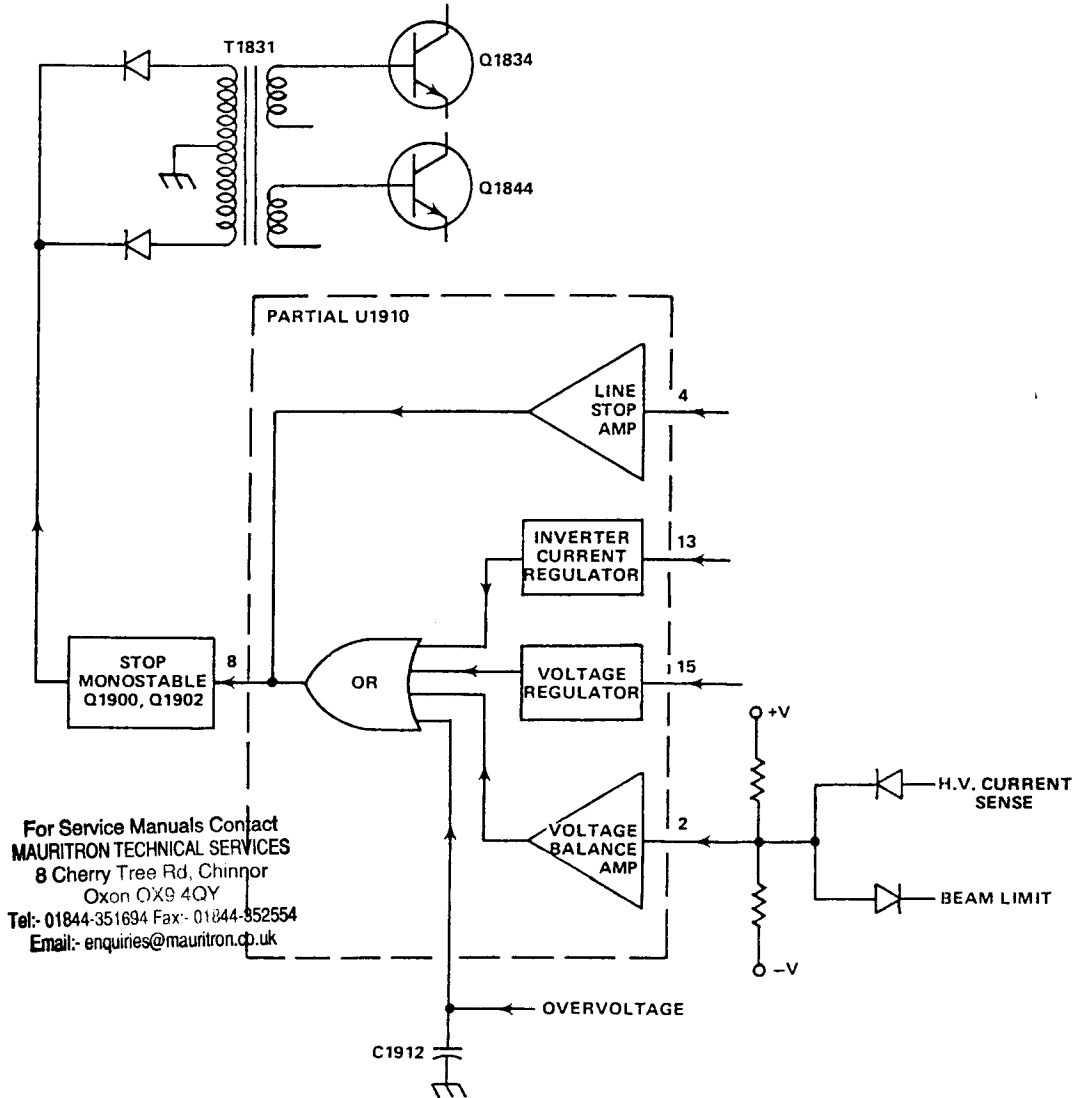 T1831
Q1834
Q1844
PARTIAL U1910
LINE
STOP
AMP
4
INVERTER
CURRENT
REGULATOR
13
STOP
MONOSTABLE
Q1900, Q1902
8
OR
VOLTAGE
REGULATOR
15
+V
H.V. CURRENT
SENSE
VOLTAGE
BALANCE
AMP
2
BEAM LIMIT
-V
For Service Manuals Contact
MAURITRON TECHNICAL SERVICES
8 Cherry Tree Rd, Chinnor
Oxon OX9 4QY
Tel:- 01844-351694 Fax:- 01844-352554
Email:- enquiries@mauritron.co.uk
OVERVOLTAGE
C1912